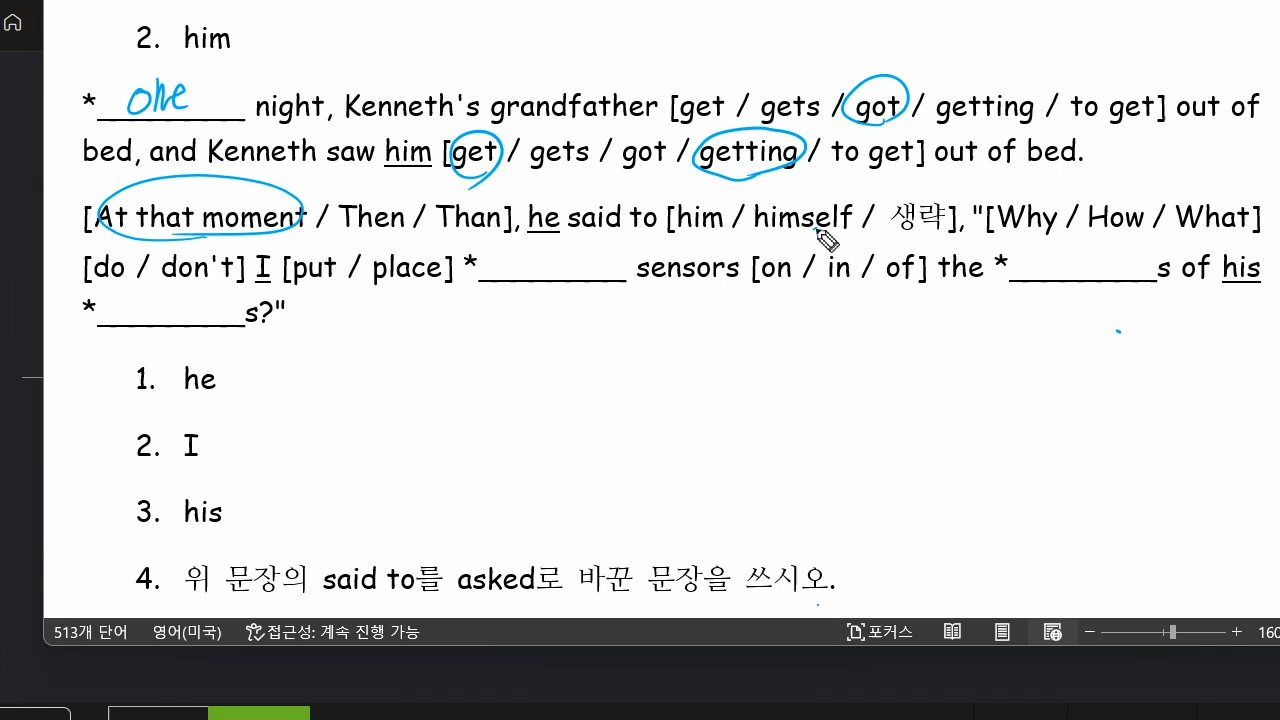 2. him
*one_________ night, Kenneth's grandfather [get / gets / got / getting / to get] out of
bed, and Kenneth saw him [get / gets / got / getting / to get] out of bed.
[At that moment / Then / Than], he said to [him / himself / 생략], "[Why / How / What]
[do / don't] I [put / place] *_________ sensors [on / in / of] the *_________s of his
*_________s?"
1. he
2. I
3. his
4. 위 문장의 said to를 asked로 바꾼 문장을 쓰시오.
513개 단어 영어(미국) 접근성: 계속 진행 가능 포커스 160